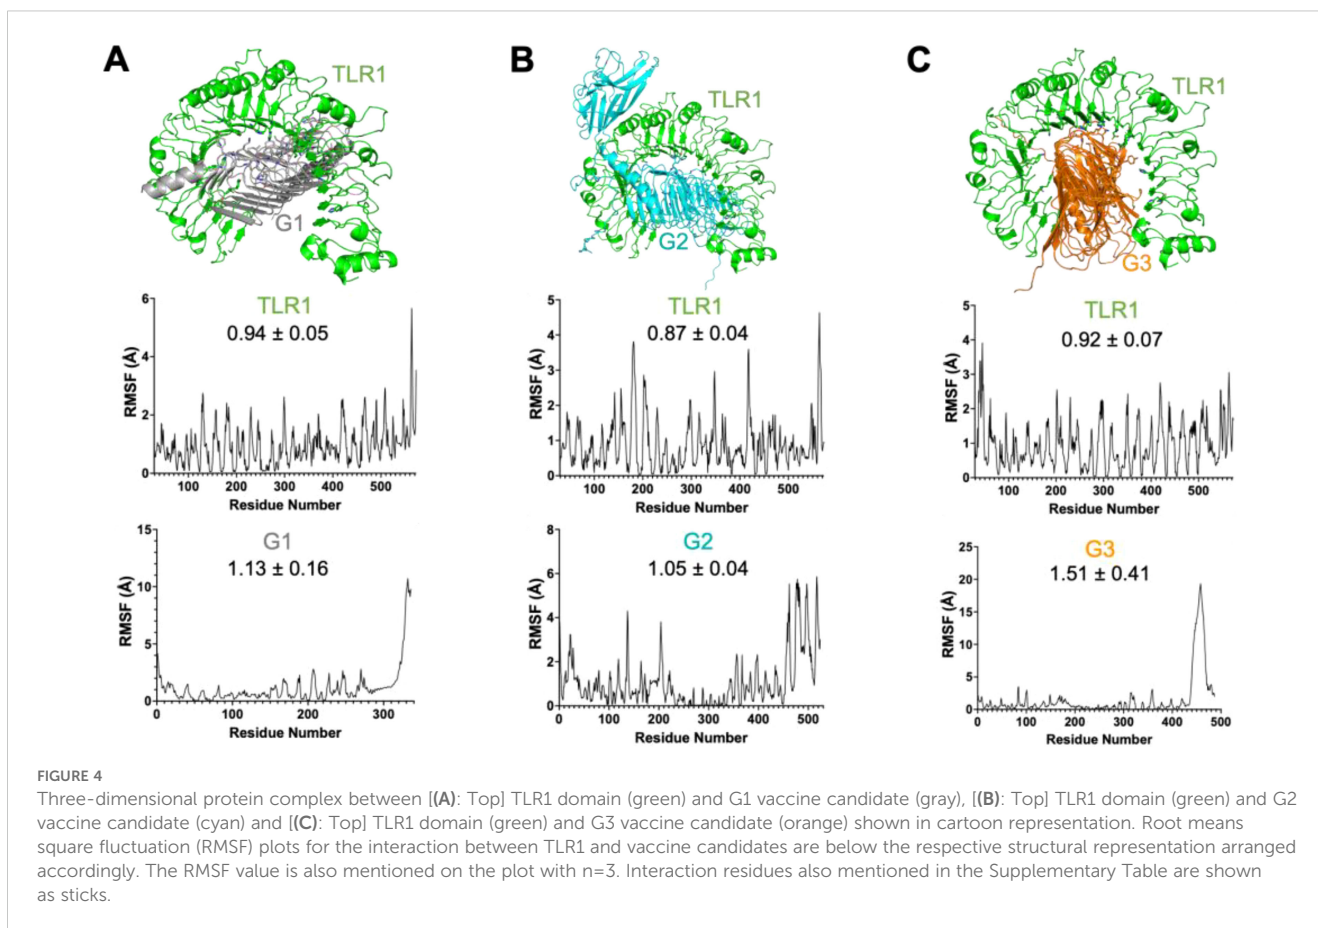 A
B
C
TLR1
G1
TLR1
G2
TLR1
G3
TLR1
0.94 ± 0.05
RMSF (Å)
6
4
2
0
100 200 300 400 500
Residue Number
TLR1
0.87 ± 0.04
RMSF (Å)
5
4
3
2
1
0
100 200 300 400 500
Residue Number
TLR1
0.92 ± 0.07
RMSF (Å)
5
4
3
2
1
0
100 200 300 400 500
Residue Number
G1
1.13 ± 0.16
RMSF (Å)
15
10
5
0
0 100 200 300
Residue Number
G2
1.05 ± 0.04
RMSF (Å)
8
6
4
2
0
0 100 200 300 400 500
Residue Number
G3
1.51 ± 0.41
RMSF (Å)
25
20
15
10
5
0
0 100 200 300 400 500
Residue Number
FIGURE 4
Three-dimensional protein complex between [(A): Top] TLR1 domain (green) and G1 vaccine candidate (gray), [(B): Top] TLR1 domain (green) and G2
vaccine candidate (cyan) and [(C): Top] TLR1 domain (green) and G3 vaccine candidate (orange) shown in cartoon representation. Root means
square fluctuation (RMSF) plots for the interaction between TLR1 and vaccine candidates are below the respective structural representation arranged
accordingly. The RMSF value is also mentioned on the plot with n=3. Interaction residues also mentioned in the Supplementary Table are shown
as sticks.